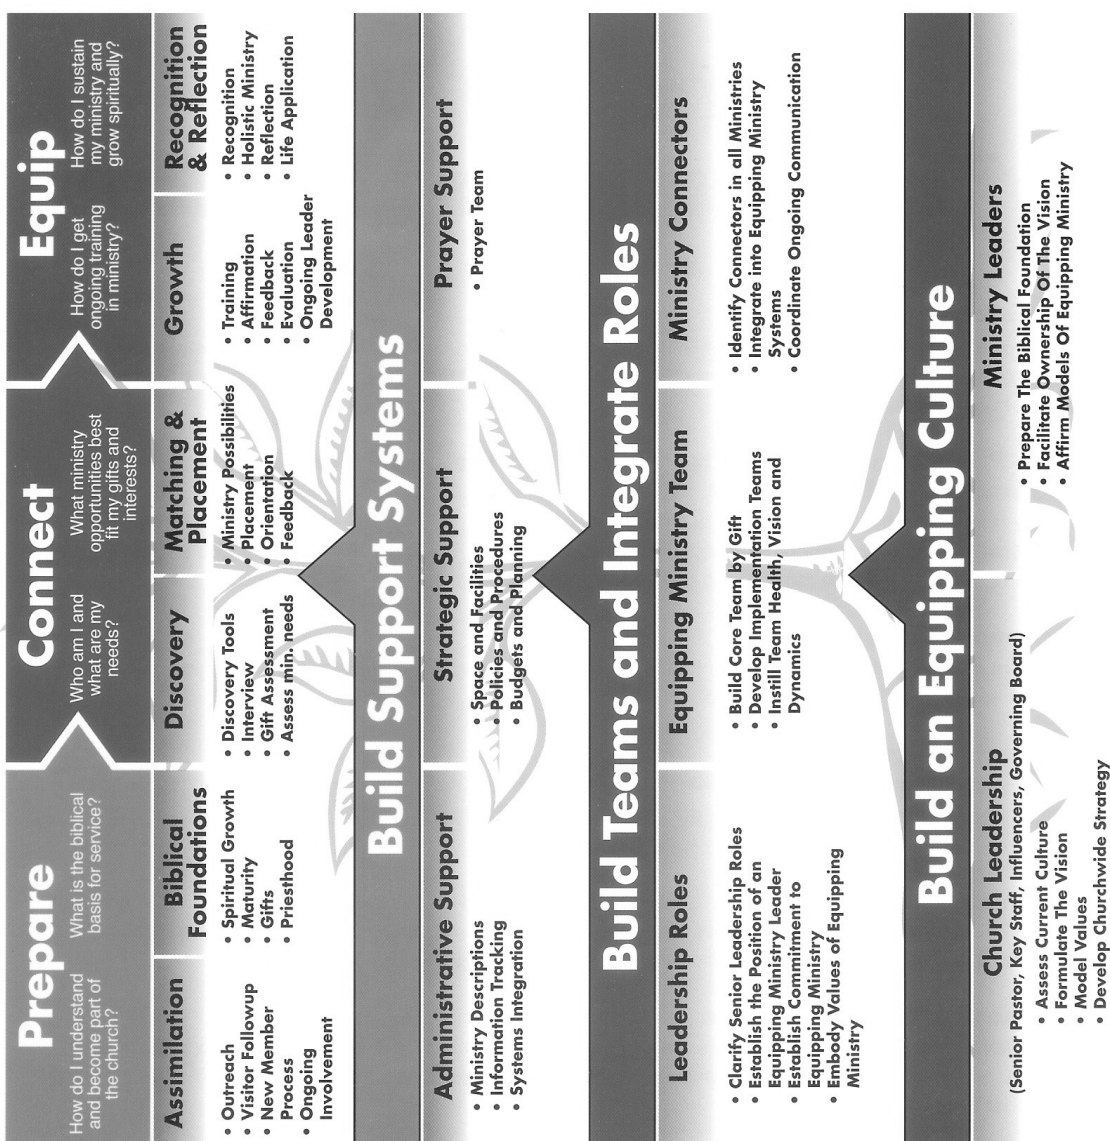 Prepare
How do I understand
and become part of
the church?
What is the biblical
basis for service?
Connect
Who am I and
what are my
needs?
What ministry
opportunities best
fit my gifts and
interests?
Equip
How do I get
ongoing training
in ministry?
How do I sustain
my ministry and
grow spiritually?
Assimilation
• Outreach
• Visitor Followup
• New Member
Process
• Ongoing
Involvement
Biblical
Foundations
• Spiritual Growth
• Maturity
• Gifts
• Priesthood
Discovery
• Discovery Tools
• Interview
• Gift Assessment
• Assess min. needs
Matching &
Placement
• Ministry Possibilities
• Placement
• Orientation
• Feedback
Growth
• Training
• Affirmation
• Feedback
• Evaluation
• Ongoing Leader
Development
Recognition
& Reflection
• Recognition
• Holistic Ministry
• Reflection
• Life Application
Build Support Systems
Administrative Support
• Ministry Descriptions
• Information Tracking
• Systems Integration
Strategic Support
• Space and Facilities
• Policies and Procedures
• Budgets and Planning
Prayer Support
• Prayer Team
Build Teams and Integrate Roles
Leadership Roles
• Clarify Senior Leadership Roles
• Establish the Position of an
Equipping Ministry Leader
• Establish Commitment to
Equipping Ministry
• Embody Values of Equipping
Ministry
Equipping Ministry Team
• Build Core Team by Gift
• Develop Implementation Teams
• Instill Team Health, Vision and
Dynamics
Ministry Connectors
• Identify Connectors in all Ministries
• Integrate into Equipping Ministry
Systems
• Coordinate Ongoing Communication
Build an Equipping Culture
Church Leadership
(Senior Pastor, Key Staff, Influencers, Governing Board)
• Assess Current Culture
• Formulate The Vision
• Model Values
• Develop Churchwide Strategy
Ministry Leaders
• Prepare The Biblical Foundation
• Facilitate Ownership Of The Vision
• Affirm Models Of Equipping Ministry